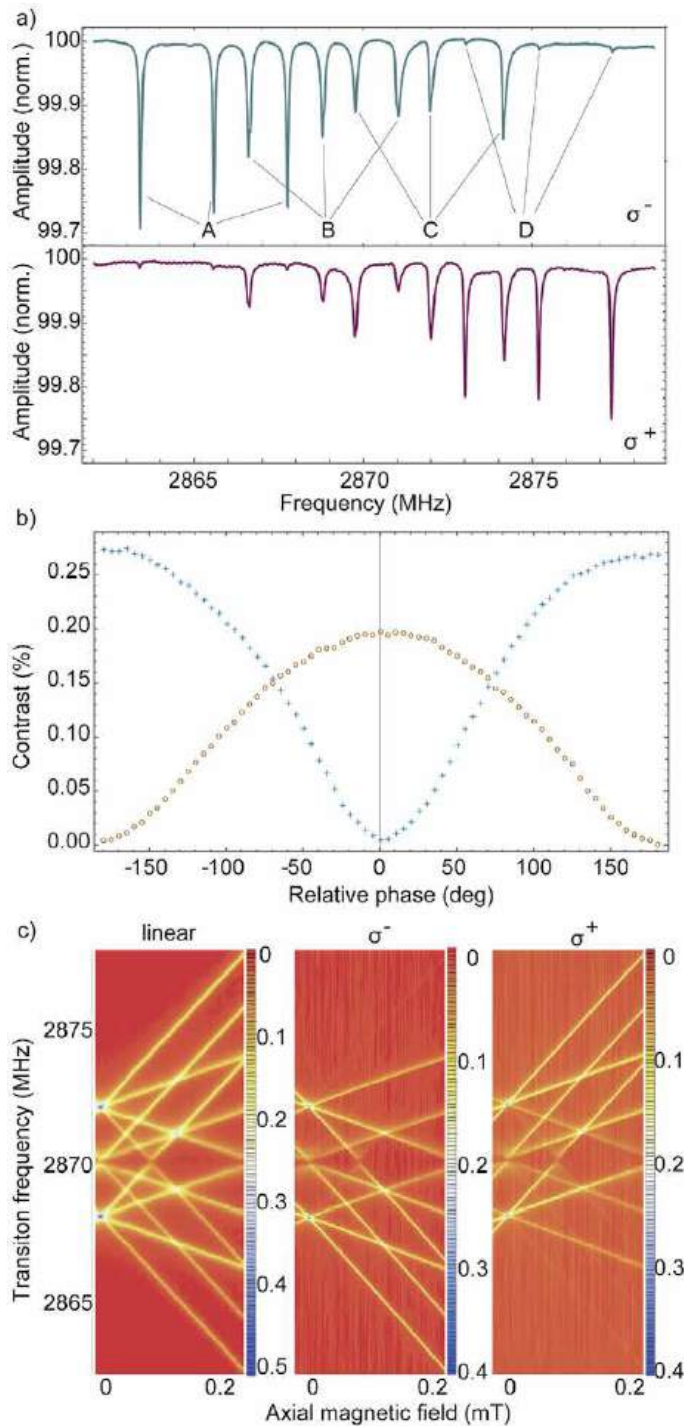 a)
100
99.9
99.8
99.7
Amplitude (norm.)
A B C D
σ -
100
99.9
99.8
99.7
Amplitude (norm.)
σ +
2865 2870 2875
Frequency (MHz)
b)
0.25
0.20
0.15
0.10
0.05
0.00
Contrast (%)
-150 -100 -50 0 50 100 150
Relative phase (deg)
c)
linear σ- σ+
2875
2870
2865
Transiton frequency (MHz)
0
0.1
0.2
0.3
0.4
0.5
0
0.1
0.2
0.3
0.4
0
0.1
0.2
0.3
0.4
0 0.2 0 0.2 0 0.2
Axial magnetic field (mT)